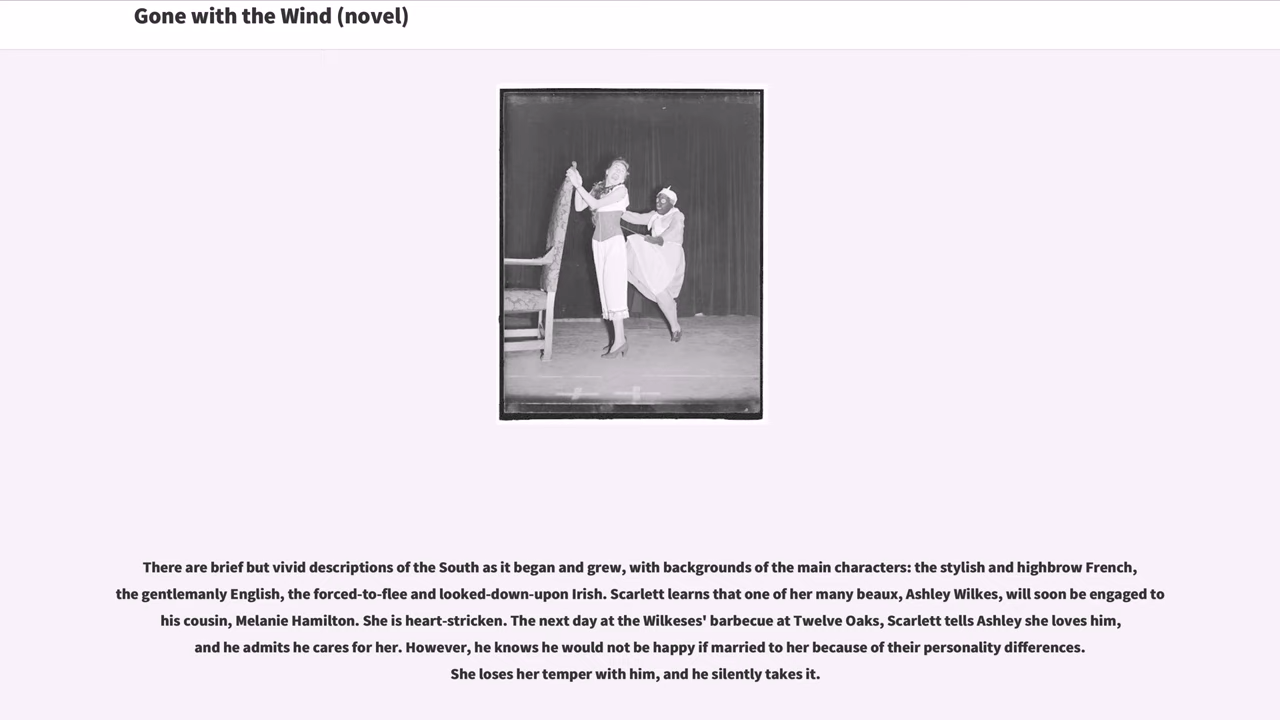 Gone with the Wind (novel)
There are brief but vivid descriptions of the South as it began and grew, with backgrounds of the main characters: the stylish and highbrow French,
the gentlemanly English, the forced-to-flee and looked-down-upon Irish. Scarlett learns that one of her many beaux, Ashley Wilkes, will soon be engaged to
his cousin, Melanie Hamilton. She is heart-stricken. The next day at the Wilkeses' barbecue at Twelve Oaks, Scarlett tells Ashley she loves him,
and he admits he cares for her. However, he knows he would not be happy if married to her because of their personality differences.
She loses her temper with him, and he silently takes it.